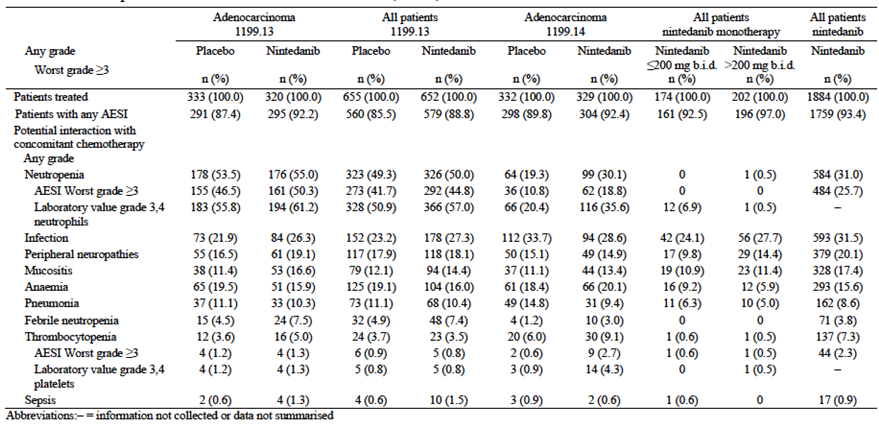 Adenocarcinoma All patients Adenocarcinoma All patients All patients
1199.13 1199.13 1199.14 nintedanib monotherapy nintedanib
Any grade Placebo Nintedanib Placebo Nintedanib Placebo Nintedanib Nintedanib Nintedanib Nintedanib
Worst grade ≥3 ≤200 mg b.i.d. >200 mg b.i.d.
n (%) n (%) n (%) n (%) n (%) n (%) n (%) n (%) n (%)
Patients treated 333 (100.0) 320 (100.0) 655 (100.0) 652 (100.0) 332 (100.0) 329 (100.0) 174 (100.0) 202 (100.0) 1884 (100.0)
Patients with any AESI 291 (87.4) 295 (92.2) 560 (85.5) 579 (88.8) 298 (89.8) 304 (92.4) 161 (92.5) 196 (97.0) 1759 (93.4)
Potential interaction with
concomitant chemotherapy
Any grade
Neutropenia 178 (53.5) 176 (55.0) 323 (49.3) 326 (50.0) 64 (19.3) 99 (30.1) 0 1 (0.5) 584 (31.0)
AESI Worst grade ≥3 155 (46.5) 161 (50.3) 273 (41.7) 292 (44.8) 36 (10.8) 62 (18.8) 0 0 484 (25.7)
Laboratory value grade 3,4 183 (55.8) 194 (61.2) 328 (50.9) 366 (57.0) 66 (20.4) 116 (35.6) 12 (6.9) 1 (0.5) –
neutrophils
Infection 73 (21.9) 84 (26.3) 152 (23.2) 178 (27.3) 112 (33.7) 94 (28.6) 42 (24.1) 56 (27.7) 593 (31.5)
Peripheral neuropathies 55 (16.5) 61 (19.1) 117 (17.9) 118 (18.1) 50 (15.1) 49 (14.9) 17 (9.8) 29 (14.4) 379 (20.1)
Mucositis 38 (11.4) 53 (16.6) 79 (12.1) 94 (14.4) 37 (11.1) 44 (13.4) 19 (10.9) 23 (11.4) 328 (17.4)
Anaemia 65 (19.5) 51 (15.9) 125 (19.1) 104 (16.0) 61 (18.4) 66 (20.1) 16 (9.2) 12 (5.9) 293 (15.6)
Pneumonia 37 (11.1) 33 (10.3) 73 (11.1) 68 (10.4) 49 (14.8) 31 (9.4) 11 (6.3) 10 (5.0) 162 (8.6)
Febrile neutropenia 15 (4.5) 24 (7.5) 32 (4.9) 48 (7.4) 4 (1.2) 10 (3.0) 0 0 71 (3.8)
Thrombocytopenia 12 (3.6) 16 (5.0) 24 (3.7) 23 (3.5) 20 (6.0) 30 (9.1) 1 (0.6) 1 (0.5) 137 (7.3)
AESI Worst grade ≥3 4 (1.2) 4 (1.3) 6 (0.9) 5 (0.8) 2 (0.6) 9 (2.7) 1 (0.6) 1 (0.5) 44 (2.3)
Laboratory value grade 3,4 4 (1.2) 4 (1.3) 5 (0.8) 5 (0.8) 3 (0.9) 14 (4.3) 0 1 (0.5) –
platelets
Sepsis 2 (0.6) 4 (1.3) 4 (0.6) 10 (1.5) 3 (0.9) 2 (0.6) 1 (0.6) 0 17 (0.9)
Abbreviations:– = information not collected or data not summarised